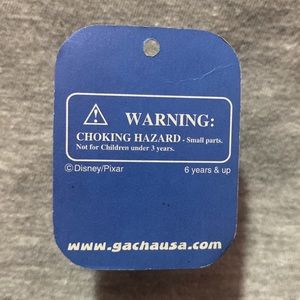 WARNING:
CHOKING HAZARD - Small parts.
Not for Children under 3 years.
©Disney/Pixar 6 years & up
www.gachausa.com